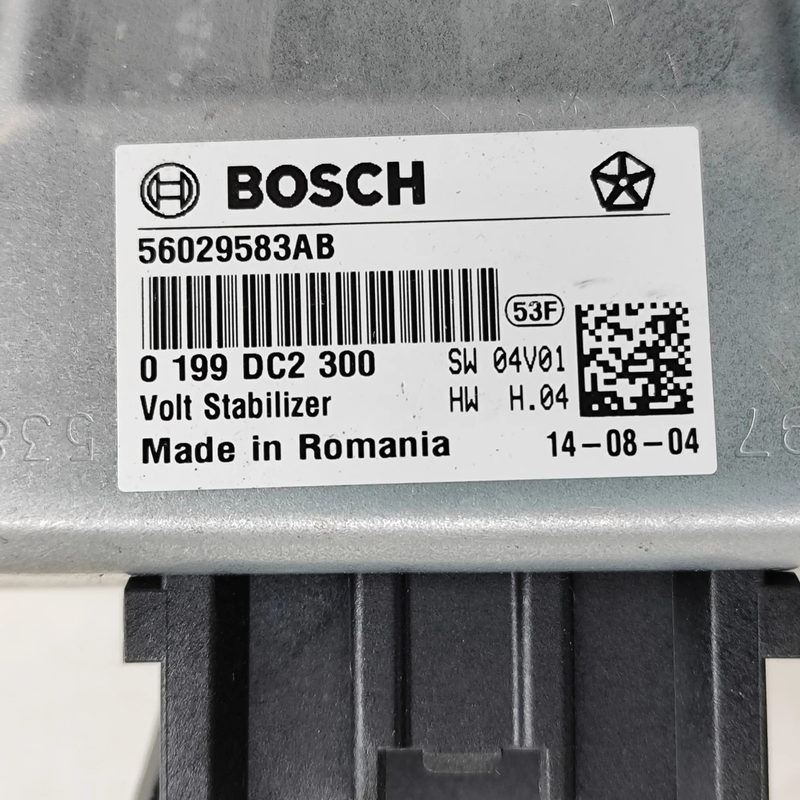 BOSCH
56029583AB
53F
0 199 DC2 300 SW 04V01
Volt Stabilizer HW H.04
Made in Romania 14-08-04